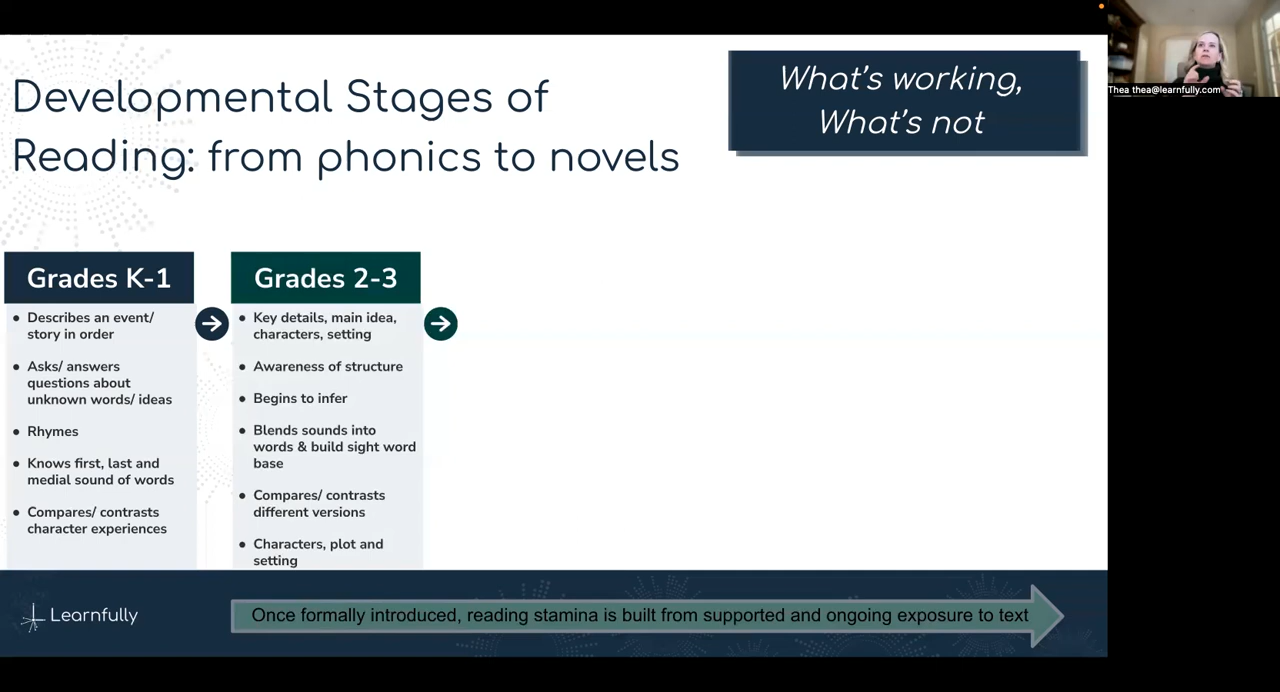 Developmental Stages of
Reading: from phonics to novels
What's working,
What's not
Thea thea@learnfully.com
Grades K-1
• Describes an event/
story in order
• Asks/ answers
questions about
unknown words/ ideas
• Rhymes
• Knows first, last and
medial sound of words
• Compares/ contrasts
character experiences
Grades 2-3
• Key details, main idea,
characters, setting
• Awareness of structure
• Begins to infer
• Blends sounds into
words & build sight word
base
• Compares/ contrasts
different versions
• Characters, plot and
setting
Learnfully
Once formally introduced, reading stamina is built from supported and ongoing exposure to text